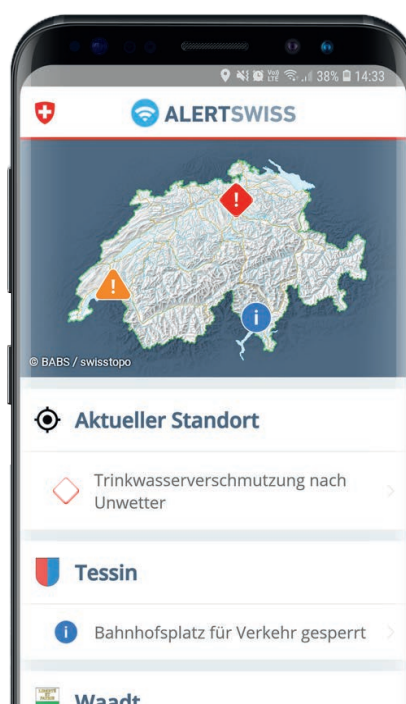 38% 14:33
ALERTSWISS
!
!
i
© BABS / swisstopo
Aktueller Standort
Trinkwasserverschmutzung nach
Unwetter
Tessin
i
Bahnhofsplatz für Verkehr gesperrt
Waadt